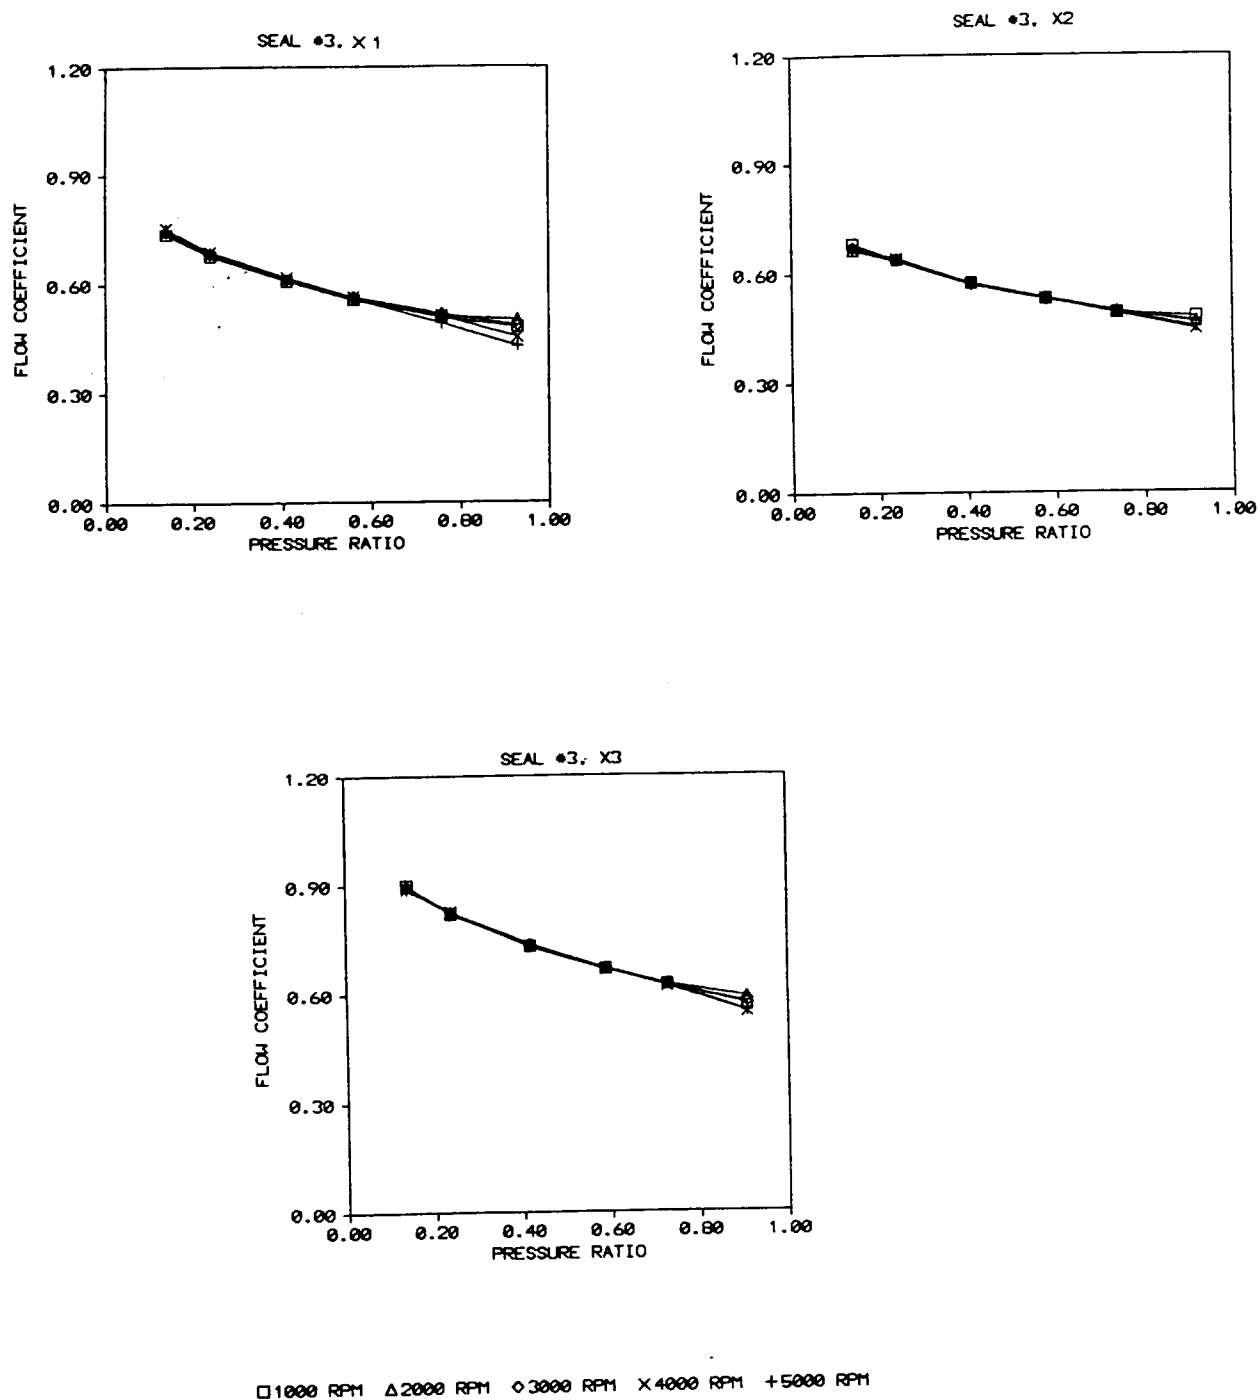 SEAL #3, X1
1.20
0.90
0.60
0.30
0.00
FLOW COEFFICIENT
0.00 0.20 0.40 0.60 0.80 1.00
PRESSURE RATIO
SEAL #3, X2
1.20
0.90
0.60
0.30
0.00
FLOW COEFFICIENT
0.00 0.20 0.40 0.60 0.80 1.00
PRESSURE RATIO
SEAL #3, X3
1.20
0.90
0.60
0.30
0.00
FLOW COEFFICIENT
0.00 0.20 0.40 0.60 0.80 1.00
PRESSURE RATIO
□1000 RPM △2000 RPM ◇3000 RPM ×4000 RPM +5000 RPM